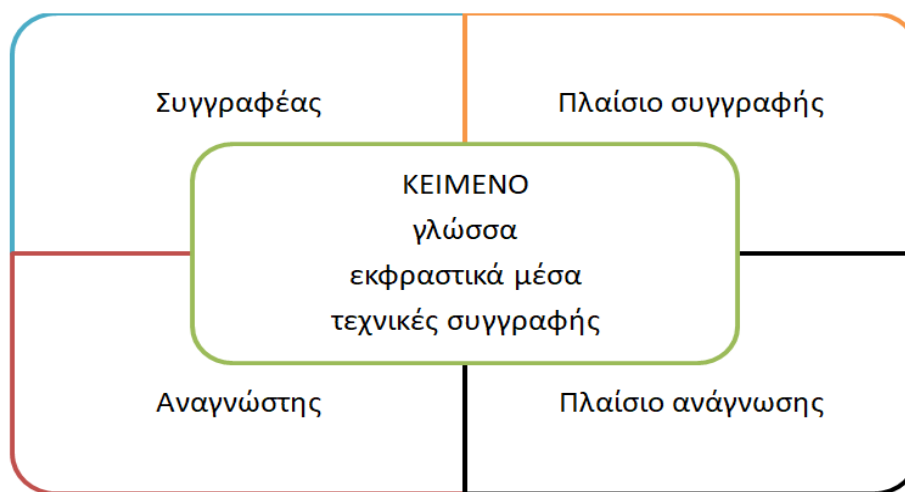 Συγγραφέας
Πλαίσιο συγγραφής
ΚΕΙΜΕΝΟ
γλώσσα
εκφραστικά μέσα
τεχνικές συγγραφής
Αναγνώστης
Πλαίσιο ανάγνωσης